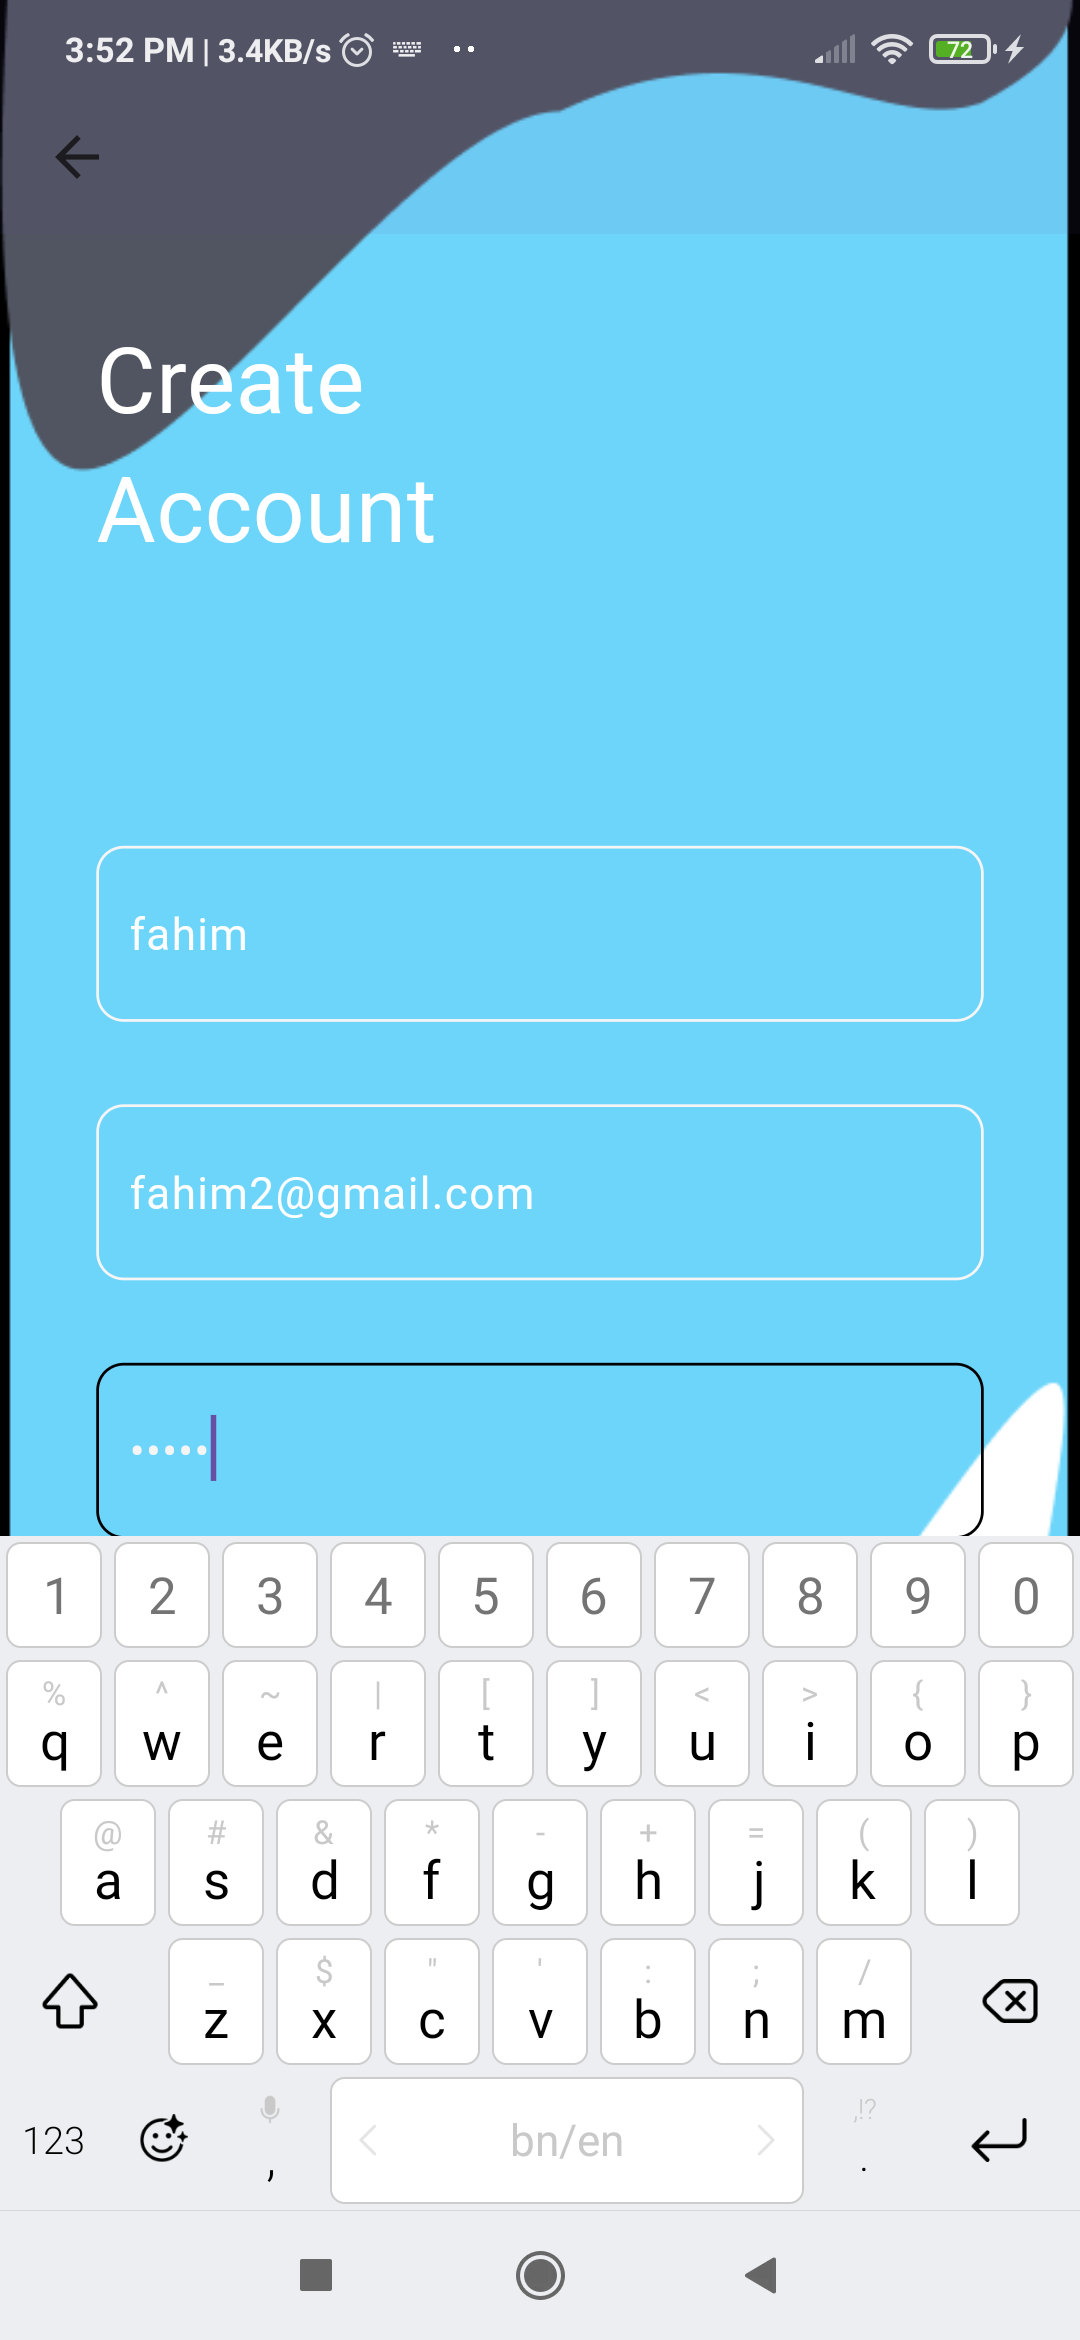 3:52 PM | 3.4KB/s
72
Create
Account
fahim
fahim2@gmail.com
•••••
1 2 3 4 5 6 7 8 9 0
% ^ ~ | [ ] < > { }
q w e r t y u i o p
@ # & * - + = ( )
a s d f g h j k l
_ $ " ' : ; /
z x c v b n m
,!?
123 , bn/en .